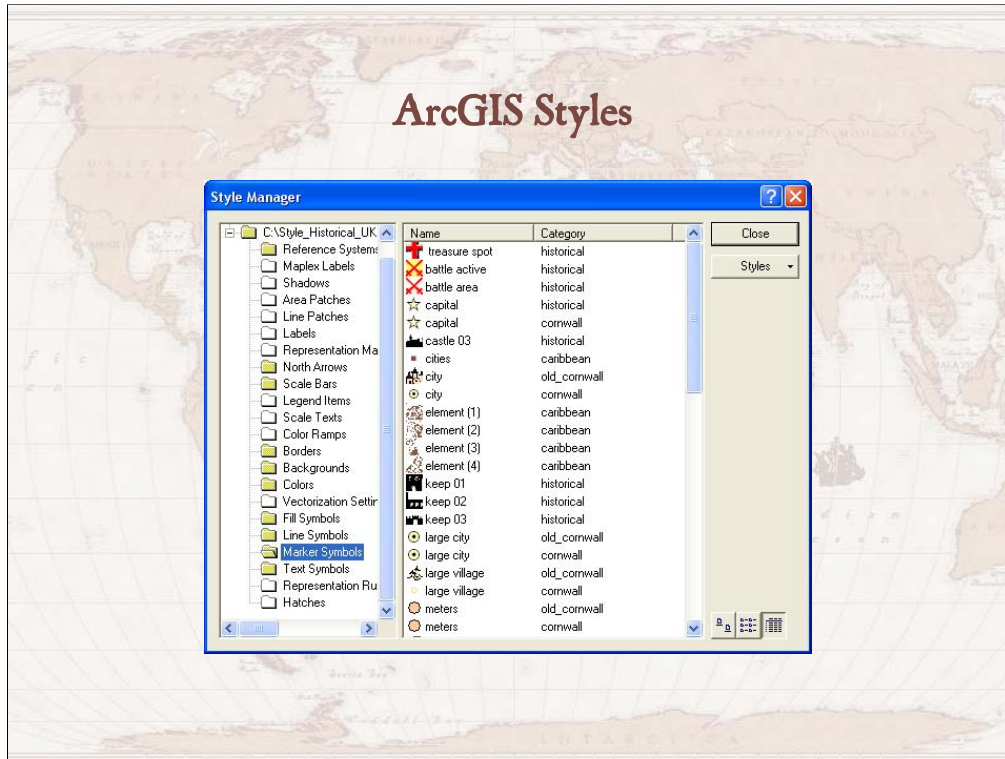 ArcGIS Styles
Style Manager
C:\Style_Historical_UK
Reference Systems
Maplex Labels
Shadows
Area Patches
Line Patches
Labels
Representation Ma
North Arrows
Scale Bars
Legend Items
Scale Texts
Color Ramps
Borders
Backgrounds
Colors
Vectorization Settin
Fill Symbols
Line Symbols
Marker Symbols
Text Symbols
Representation Ru
Hatches
Name Category
treasure spot historical
battle active historical
battle area historical
capital historical
capital cornwall
castle 03 historical
cities caribbean
city old_cornwall
city cornwall
element (1) caribbean
element (2) caribbean
element (3) caribbean
element (4) caribbean
keep 01 historical
keep 02 historical
keep 03 historical
large city old_cornwall
large city cornwall
large village old_cornwall
large village cornwall
meters old_cornwall
meters cornwall
Close
Styles